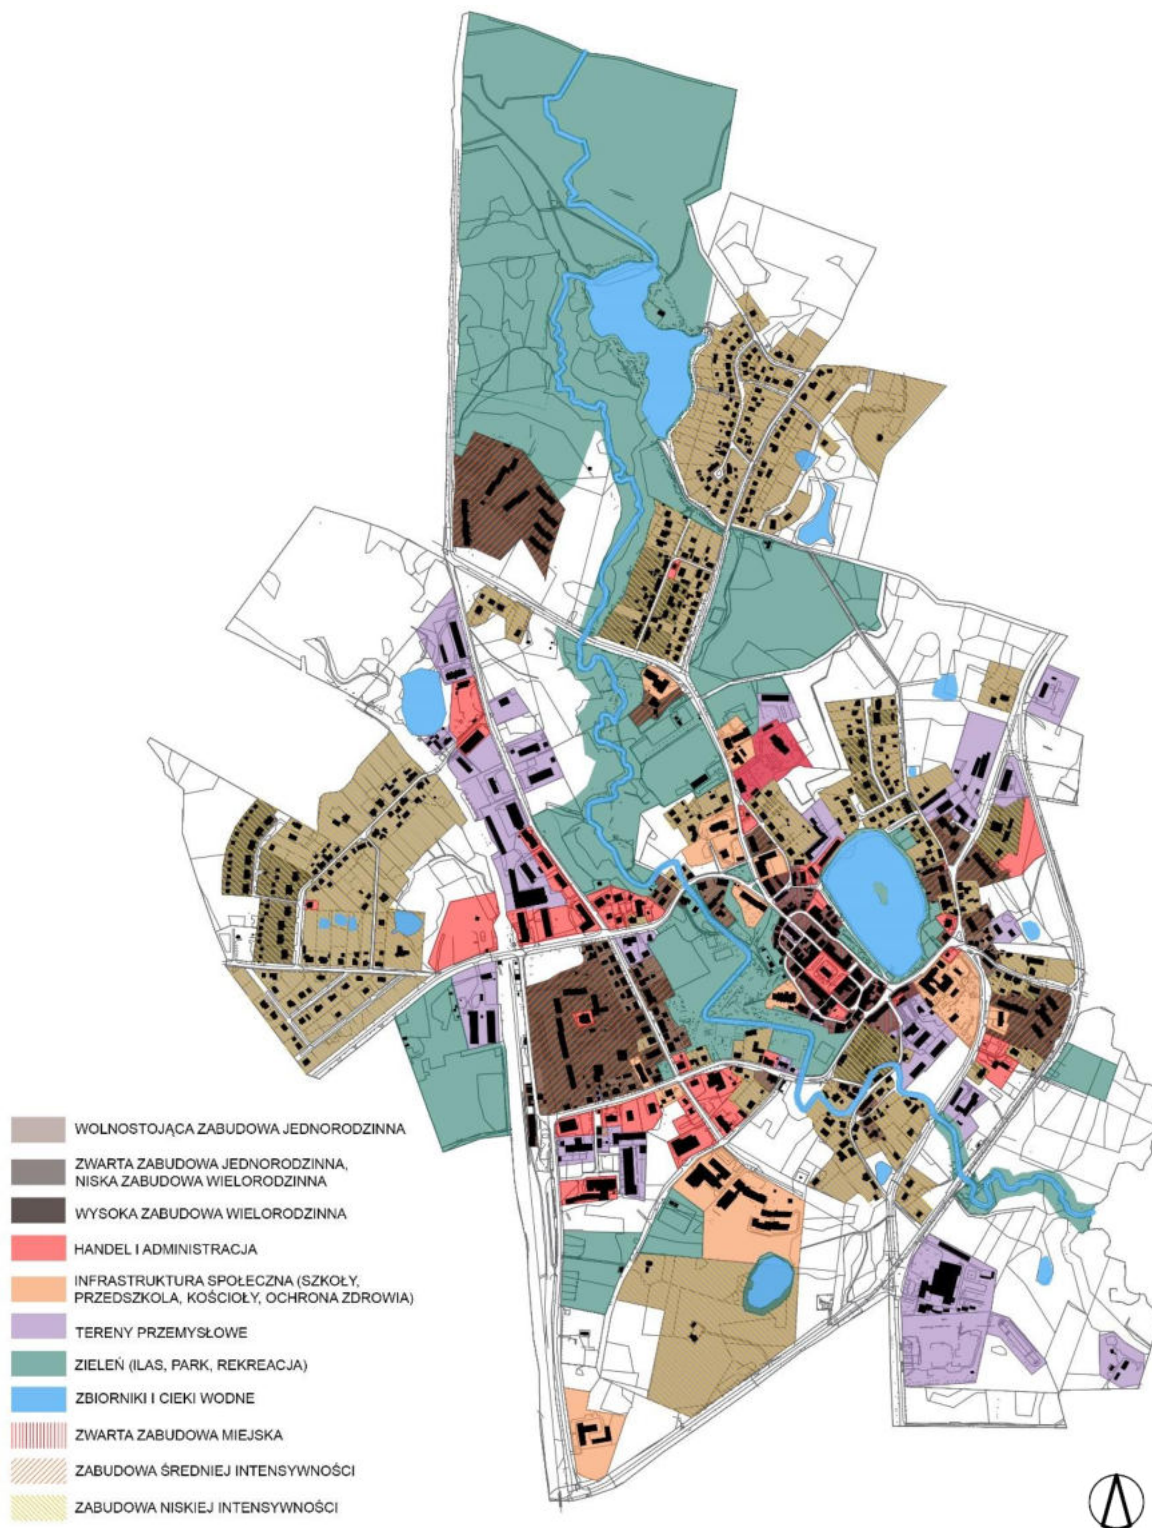 WOLNOSTOJĄCA ZABUDOWA JEDNORODZINNA
ZWARTA ZABUDOWA JEDNORODZINNA,
NISKA ZABUDOWA WIELORODZINNA
WYSOKA ZABUDOWA WIELORODZINNA
HANDEL I ADMINISTRACJA
INFRASTRUKTURA SPOŁECZNA (SZKOŁY,
PRZEDSZKOLA, KOŚCIOŁY, OCHRONA ZDROWIA)
TERENY PRZEMYSŁOWE
ZIELEŃ (ILAS, PARK, REKREACJA)
ZBIORNIKI I CIEKI WODNE
ZWARTA ZABUDOWA MIEJSKA
ZABUDOWA ŚREDNIEJ INTENSYWNOŚCI
ZABUDOWA NISKIEJ INTENSYWNOŚCI